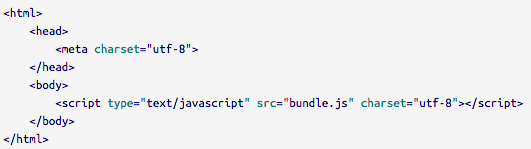 <html>
    <head>
        <meta charset="utf-8">
    </head>
    <body>
        <script type="text/javascript" src="bundle.js" charset="utf-8"></script>
    </body>
</html>